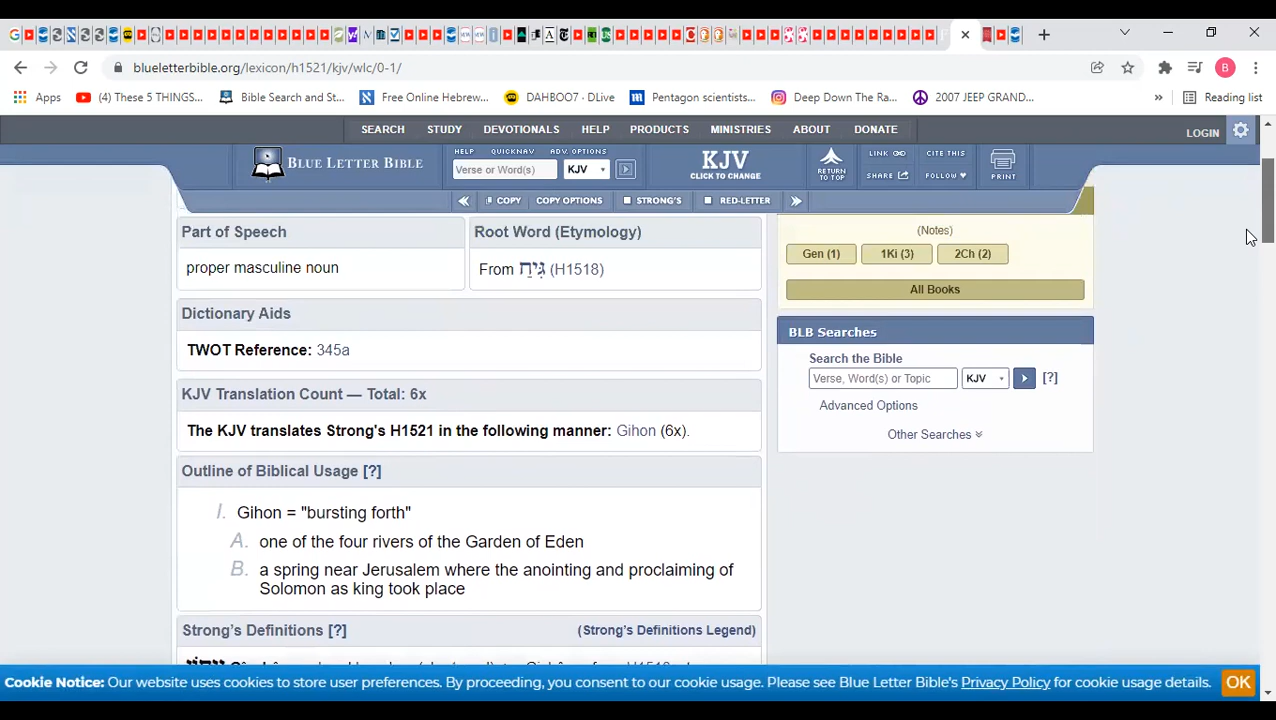 blueletterbible.org/lexicon/h1521/kjv/wlc/0-1/
B
Apps (4) These 5 THINGS... Bible Search and St... Free Online Hebrew... DAHBOO7 - DLive Pentagon scientists... Deep Down The Ra... 2007 JEEP GRAND... » Reading list
SEARCH STUDY DEVOTIONALS HELP PRODUCTS MINISTRIES ABOUT DONATE LOGIN
HELP QUICKNAV ADV. OPTIONS
BLUE LETTER BIBLE
Verse or Word(s) KJV
KJV
CLICK TO CHANGE
RETURN TO TOP
LINK CITE THIS
SHARE FOLLOW
PRINT
COPY COPY OPTIONS STRONG'S RED-LETTER
Part of Speech
proper masculine noun
Root Word (Etymology)
From גִּיחַ (H1518)
Dictionary Aids
TWOT Reference: 345a
KJV Translation Count — Total: 6x
The KJV translates Strong's H1521 in the following manner: Gihon (6x).
Outline of Biblical Usage [?]
I. Gihon = "bursting forth"
A. one of the four rivers of the Garden of Eden
B. a spring near Jerusalem where the anointing and proclaiming of
Solomon as king took place
Strong's Definitions [?] (Strong's Definitions Legend)
(Notes)
Gen (1) 1Ki (3) 2Ch (2)
All Books
BLB Searches
Search the Bible
Verse, Word(s) or Topic KJV [?]
Advanced Options
Other Searches
Cookie Notice: Our website uses cookies to store user preferences. By proceeding, you consent to our cookie usage. Please see Blue Letter Bible's Privacy Policy for cookie usage details. OK